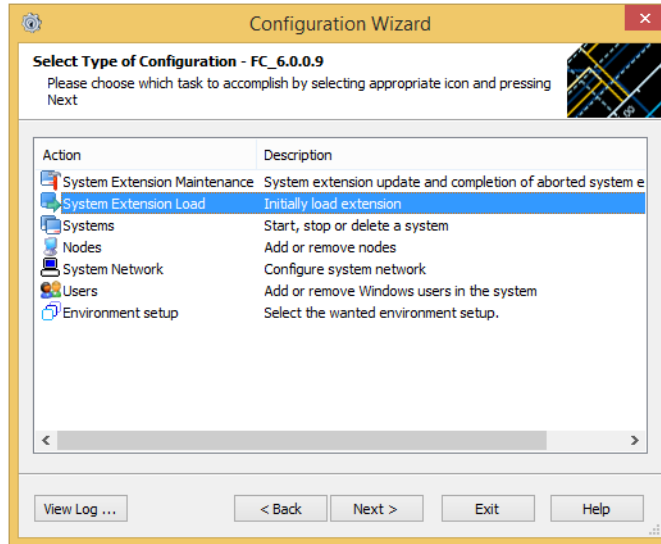 Configuration Wizard
Select Type of Configuration - FC_6.0.0.9
Please choose which task to accomplish by selecting appropriate icon and pressing
Next
Action Description
System Extension Maintenance System extension update and completion of aborted system e
System Extension Load Initially load extension
Systems Start, stop or delete a system
Nodes Add or remove nodes
System Network Configure system network
Users Add or remove Windows users in the system
Environment setup Select the wanted environment setup.
View Log ... < Back Next > Exit Help